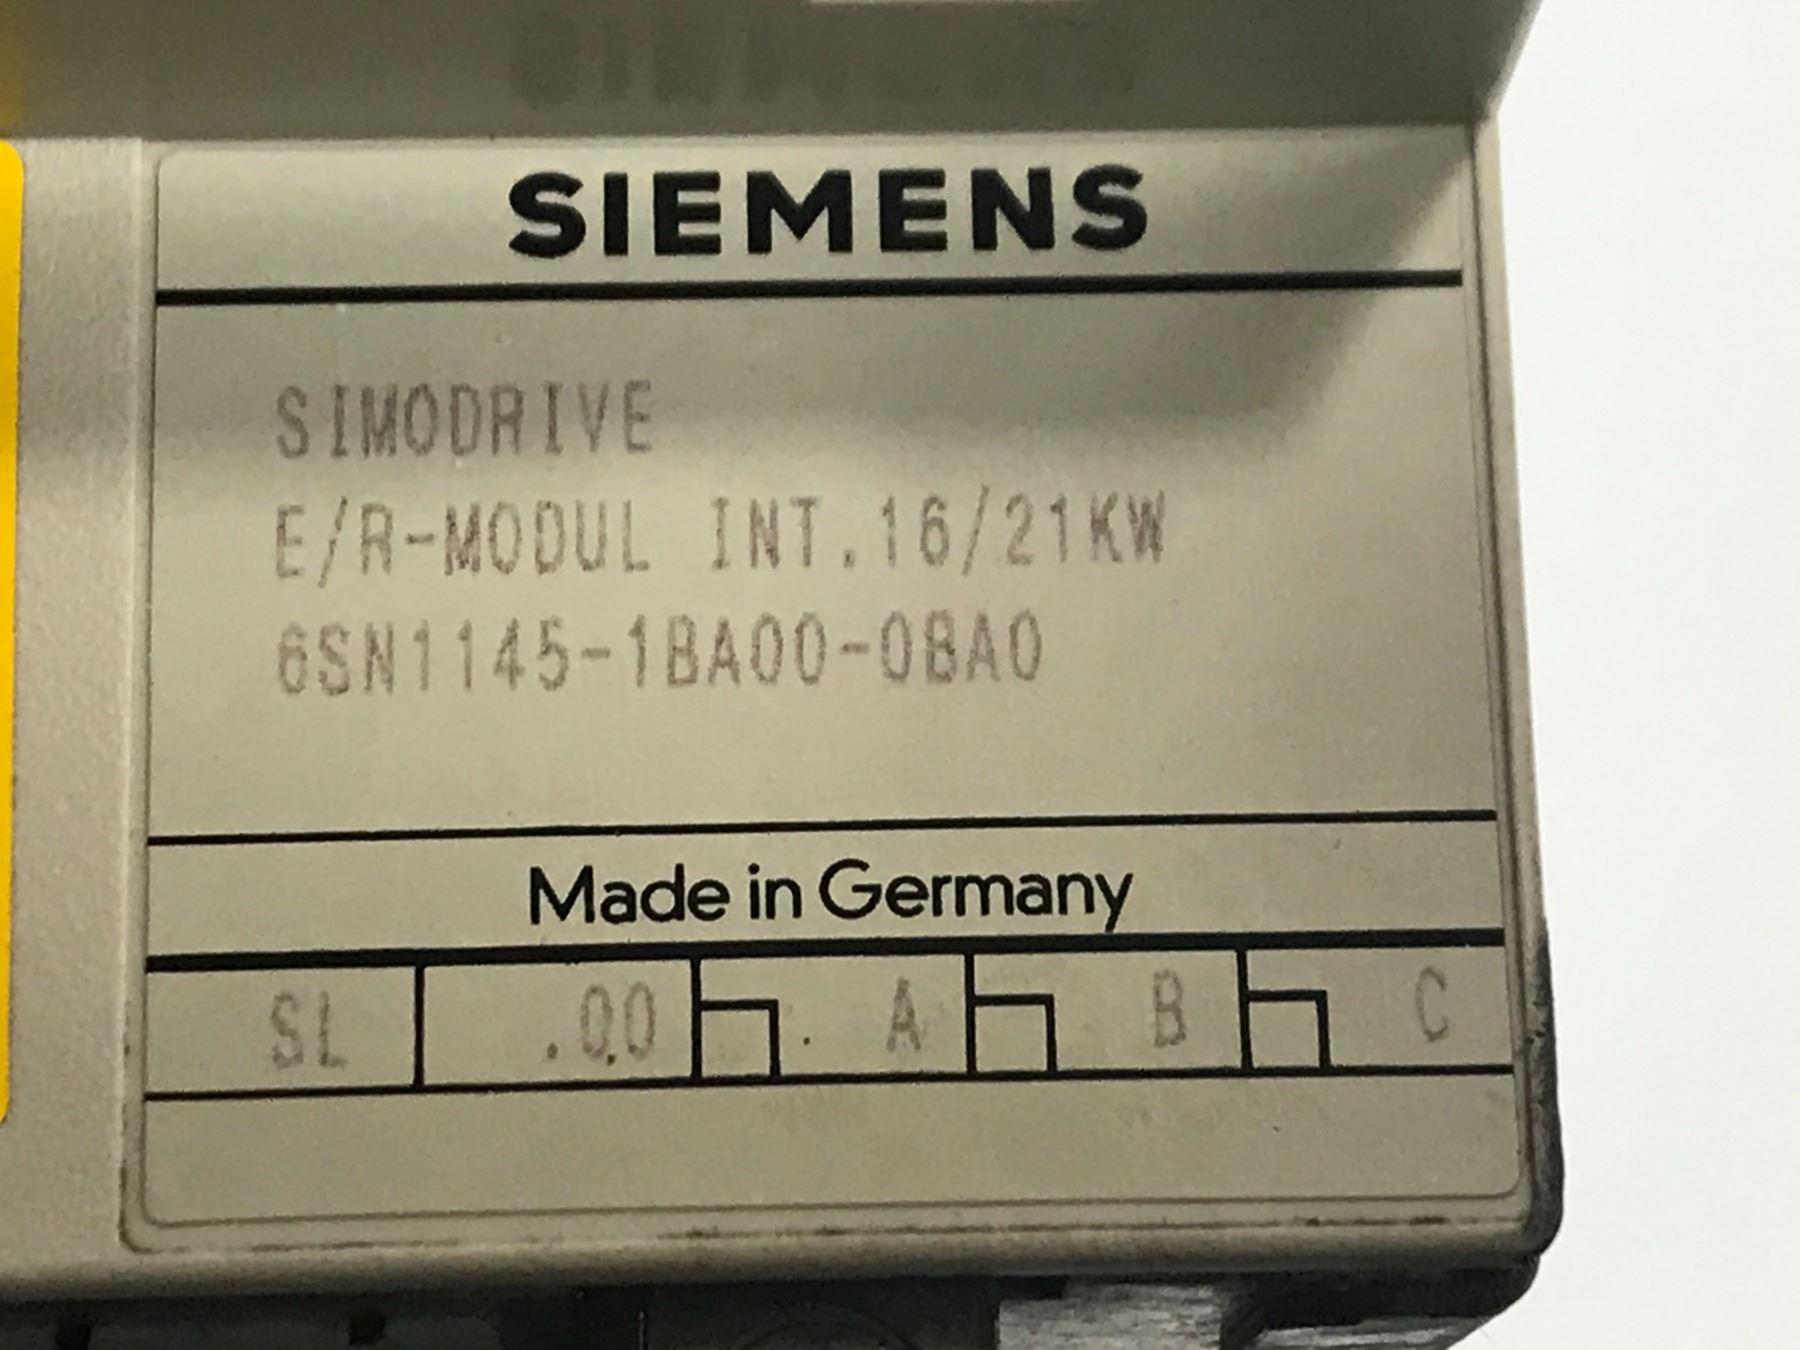 SIEMENS
SIMODRIVE
E/R-MODUL INT.16/21KW
6SN1145-1BA00-0BA0
Made in Germany
SL .00 A B C